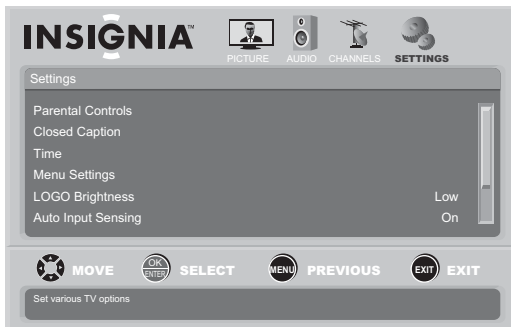 INSIGNIA™
PICTURE AUDIO CHANNELS SETTINGS
Settings
Parental Controls
Closed Caption
Time
Menu Settings
LOGO Brightness Low
Auto Input Sensing On
MOVE OK ENTER SELECT MENU PREVIOUS EXIT EXIT
Set various TV options